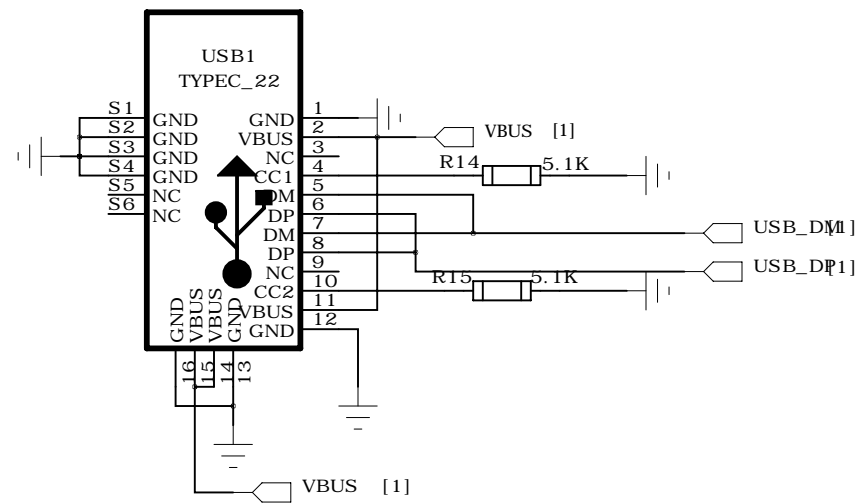 USB1
TYPEC_22
S1 GND GND 1
S2 GND VBUS 2 VBUS [1]
S3 GND NC 3
S4 GND CC1 4 R14 5.1K
S5 NC DM 5
S6 NC DP 6
DM 7 USB_DM[1]
DP 8
NC 9 USB_DP[1]
CC2 10 R15 5.1K
VBUS 11
GND 12
GND VBUS VBUS GND
16 15 14 13
VBUS [1]